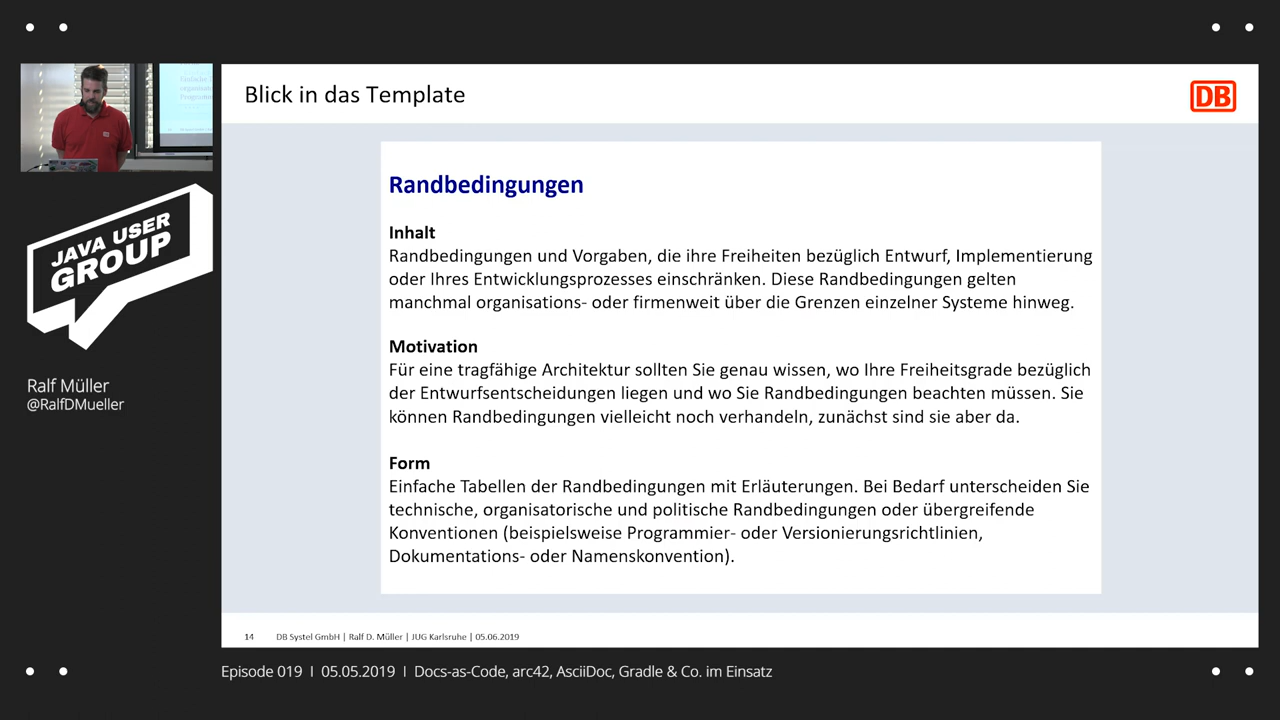 Blick in das Template
DB
JAVA USER
GROUP
Ralf Müller
@RalfDMueller
Randbedingungen
Inhalt
Randbedingungen und Vorgaben, die ihre Freiheiten bezüglich Entwurf, Implementierung
oder Ihres Entwicklungsprozesses einschränken. Diese Randbedingungen gelten
manchmal organisations- oder firmenweit über die Grenzen einzelner Systeme hinweg.
Motivation
Für eine tragfähige Architektur sollten Sie genau wissen, wo Ihre Freiheitsgrade bezüglich
der Entwurfsentscheidungen liegen und wo Sie Randbedingungen beachten müssen. Sie
können Randbedingungen vielleicht noch verhandeln, zunächst sind sie aber da.
Form
Einfache Tabellen der Randbedingungen mit Erläuterungen. Bei Bedarf unterscheiden Sie
technische, organisatorische und politische Randbedingungen oder übergreifende
Konventionen (beispielsweise Programmier- oder Versionierungsrichtlinien,
Dokumentations- oder Namenskonvention).
14 DB Systel GmbH | Ralf D. Müller | JUG Karlsruhe | 05.06.2019
Episode 019 I 05.05.2019 I Docs-as-Code, arc42, AsciiDoc, Gradle & Co. im Einsatz